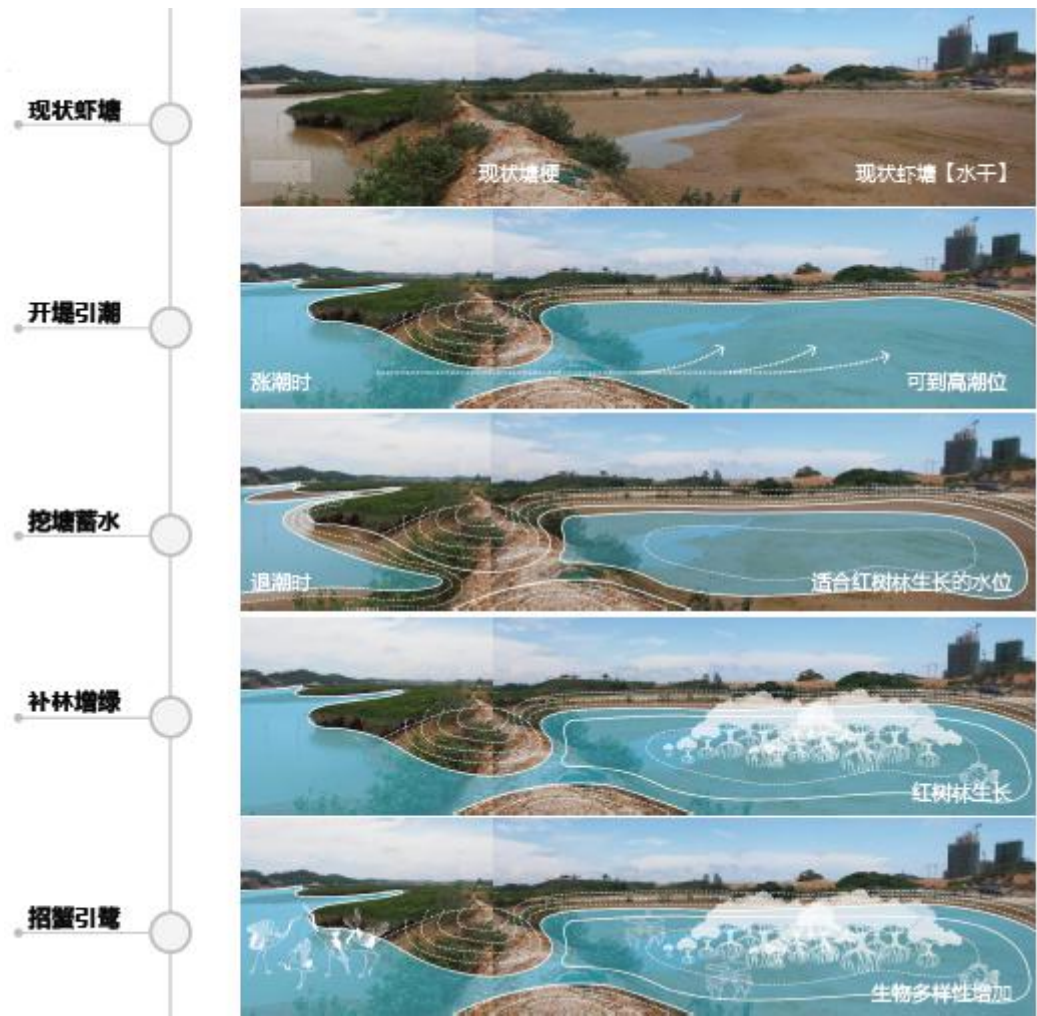 现状虾塘
现状塘梗
现状虾塘【水干】
开堤引潮
涨潮时
可到高潮位
挖塘蓄水
退潮时
适合红树林生长的水位
补林增绿
红树林生长
招蟹引鹭
生物多样性增加